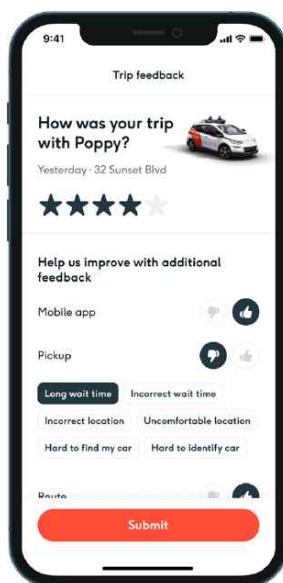 9:41
Trip feedback
How was your trip
with Poppy?
Yesterday · 32 Sunset Blvd
Help us improve with additional
feedback
Mobile app
Pickup
Long wait time Incorrect wait time
Incorrect location Uncomfortable location
Hard to find my car Hard to identify car
Route
Submit